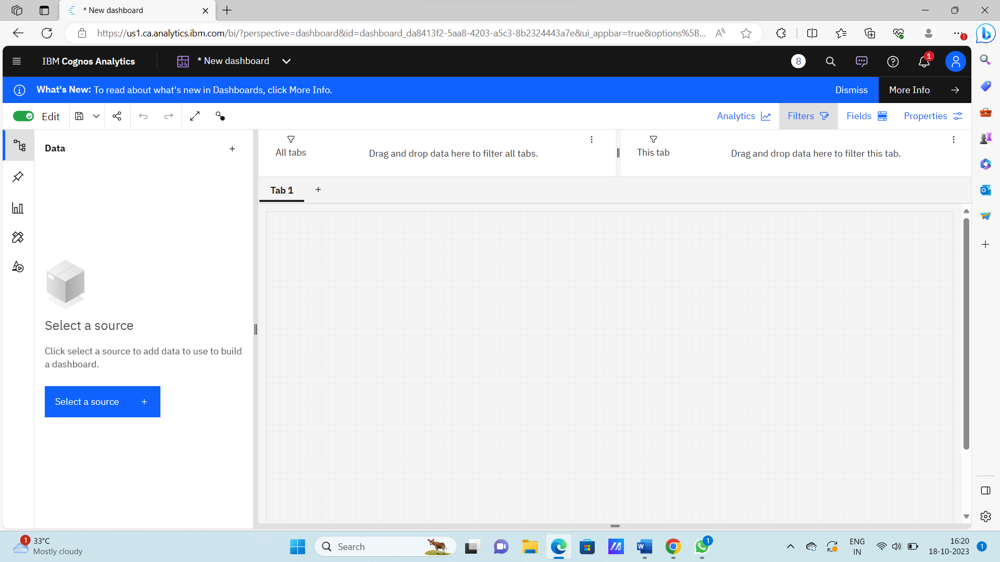 * New dashboard
https://us1.ca.analytics.ibm.com/bi/?perspective=dashboard&id=dashboard_da8413f2-5aa8-4203-a5c3-8b2324443a7e&ui_appbar=true&options%5B...
IBM Cognos Analytics
* New dashboard
8
1
What's New: To read about what's new in Dashboards, click More Info.
Dismiss
More Info
Edit
Analytics
Filters
Fields
Properties
Data
All tabs
Drag and drop data here to filter all tabs.
This tab
Drag and drop data here to filter this tab.
Tab 1
Select a source
Click select a source to add data to use to build
a dashboard.
Select a source
1
33°C
Mostly cloudy
Search
1
ENG
IN
16:20
18-10-2023
1